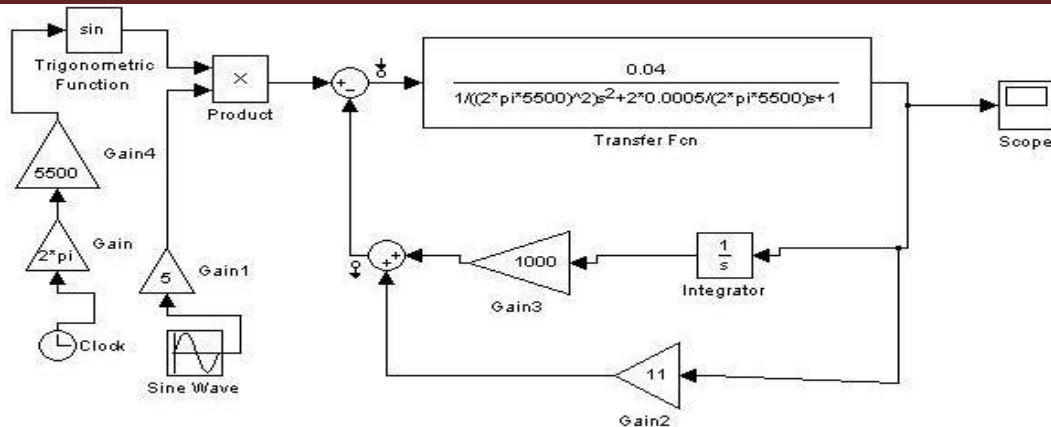 sin
Trigonometric
Function
×
Product
+
−
0.04
1/((2*pi*5500)^2)s²+2*0.0005/(2*pi*5500)s+1
Transfer Fcn
Scope
5500
Gain4
2*pi
Gain
5
Gain1
Clock
Sine Wave
+
+
1000
Gain3
1
s
Integrator
11
Gain2